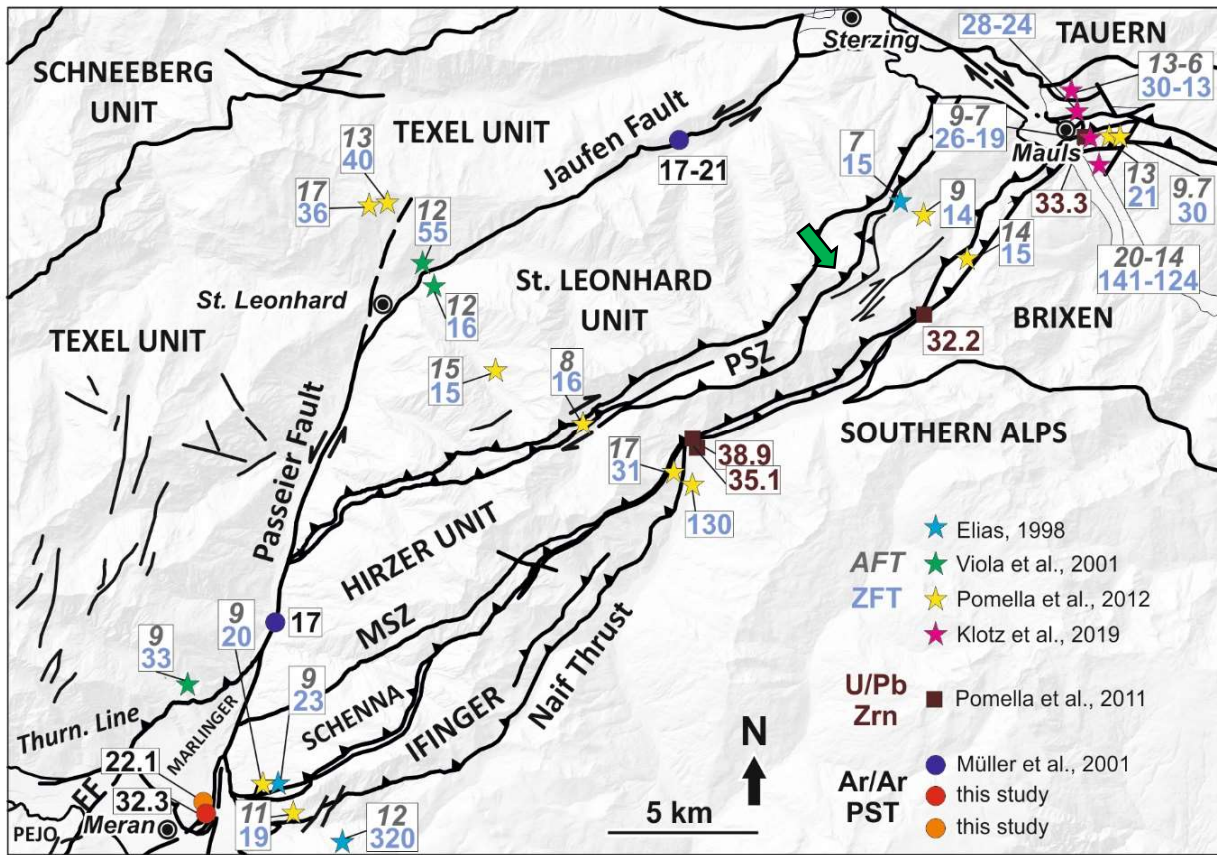 SCHNEEBERG
UNIT
TEXEL UNIT
Sterzing
28-24
TAUERN
13-6
30-13
9-7
26-19
Mauls
13
40
17
36
Jaufen Fault
17-21
7
15
9
14
33.3
13
21
9.7
30
12
55
14
15
20-14
141-124
St. Leonhard
12
16
St. LEONHARD
UNIT
BRIXEN
TEXEL UNIT
32.2
15
15
8
16
PSZ
Passeier Fault
SOUTHERN ALPS
17
31
38.9
35.1
130
HIRZER UNIT
MSZ
9
20
17
9
33
9
23
SCHENNA
IFINGER
Naif Thrust
Thurn. Line
MARLINGER
22.1
32.3
FF
PEJO
Meran
11
19
12
320
N
5 km
Elias, 1998
AFT
Viola et al., 2001
ZFT
Pomella et al., 2012
Klotz et al., 2019
U/Pb
Zrn
Pomella et al., 2011
Ar/Ar
PST
Müller et al., 2001
this study
this study